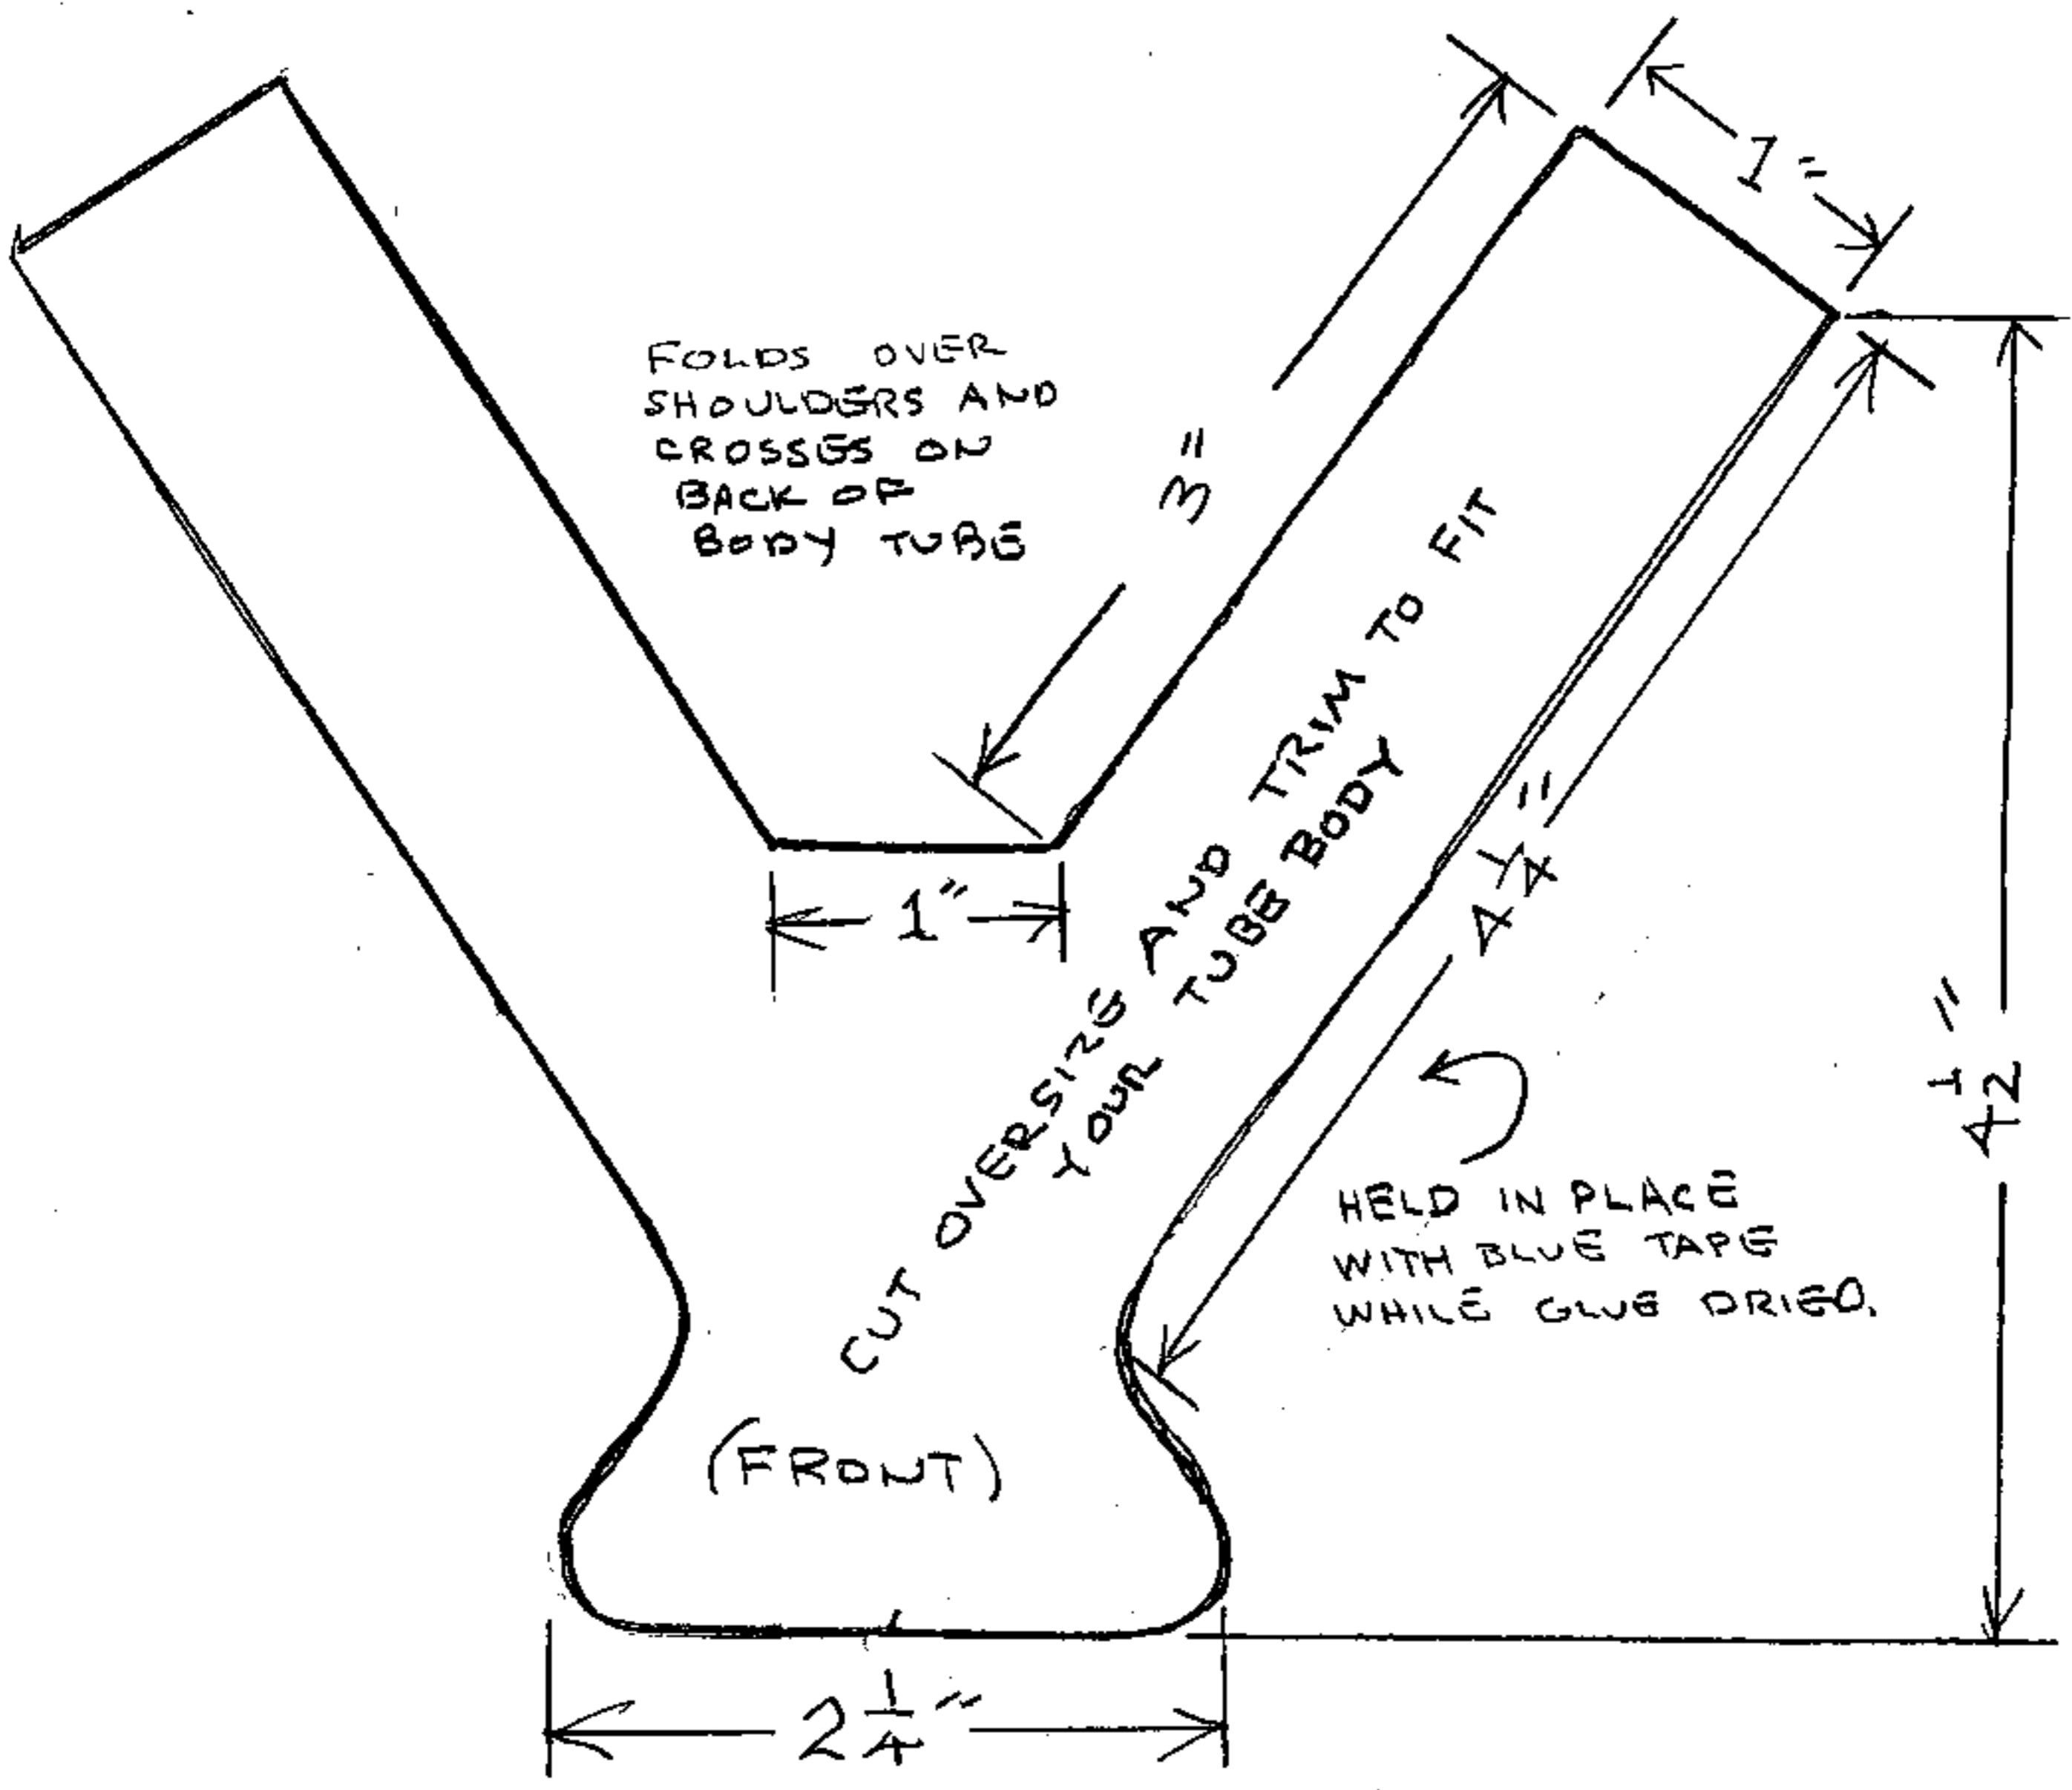 1"
FOLDS OVER
SHOULDERS AND
CROSSES ON
BACK OF
BODY TUBE
3"
CUT OVERSIZE AND TRIM TO FIT
YOUR TUBE BODY
1"
4 1/4"
4 1/2"
HELD IN PLACE
WITH BLUE TAPE
WHILE GLUE DRIED.
(FRONT)
2 1/4"